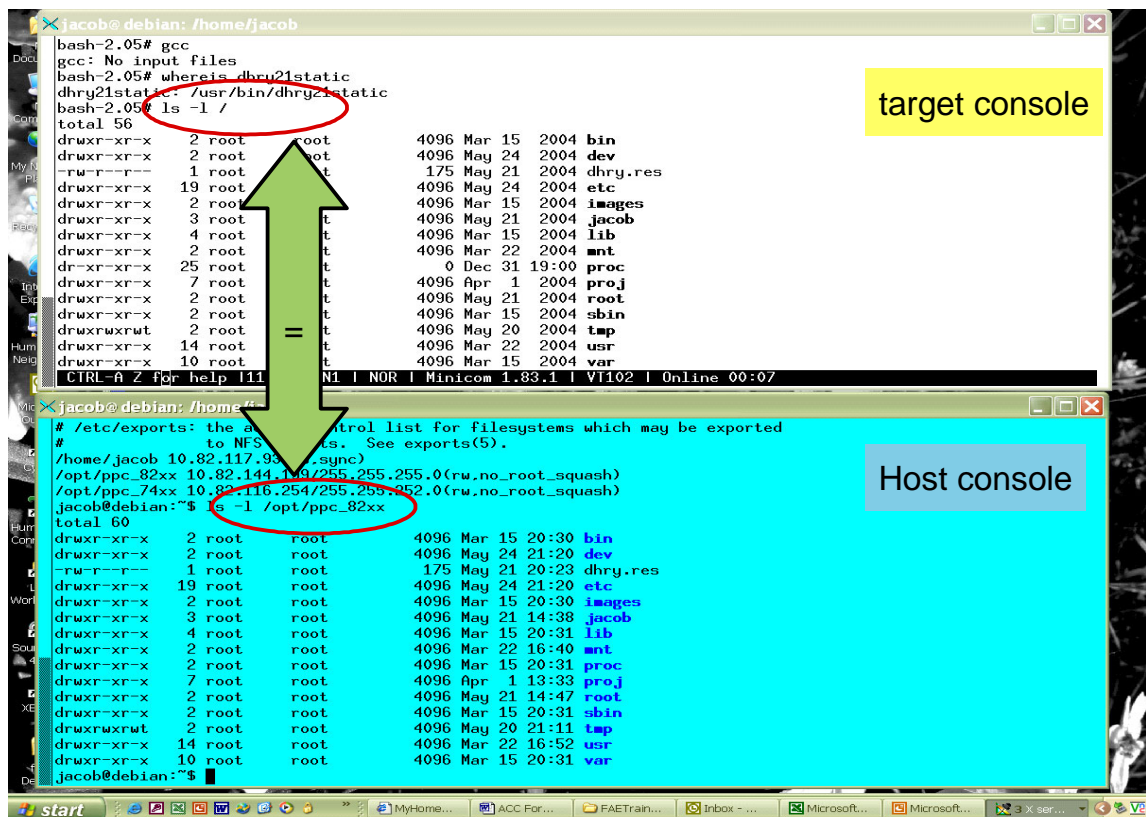 jacob@debian: /home/jacob
bash-2.05# gcc
gcc: No input files
bash-2.05# whereis dhry21static
dhry21static: /usr/bin/dhry21static
bash-2.05# ls -l /
total 56
drwxr-xr-x 2 root root 4096 Mar 15 2004 bin
drwxr-xr-x 2 root root 4096 May 24 2004 dev
-rw-r--r-- 1 root t 175 May 21 2004 dhry.res
drwxr-xr-x 19 root t 4096 May 24 2004 etc
drwxr-xr-x 2 root t 4096 Mar 15 2004 images
drwxr-xr-x 3 root t 4096 May 21 2004 jacob
drwxr-xr-x 4 root t 4096 Mar 15 2004 lib
drwxr-xr-x 2 root t 4096 Mar 22 2004 mnt
dr-xr-xr-x 25 root t 0 Dec 31 19:00 proc
drwxr-xr-x 7 root t 4096 Apr 1 2004 proj
drwxr-xr-x 2 root t 4096 May 21 2004 root
drwxr-xr-x 2 root t 4096 Mar 15 2004 sbin
drwxrwxrwt 2 root t 4096 May 20 2004 tmp
drwxr-xr-x 14 root t 4096 Mar 22 2004 usr
drwxr-xr-x 10 root t 4096 Mar 15 2004 var
CTRL-A Z for help |11 N1 | NOR | Minicom 1.83.1 | VT102 | Online 00:07
target console
=
jacob@debian: /home/
# /etc/exports: the a control list for filesystems which may be exported
# to NFS ts. See exports(5).
/home/jacob 10.82.117.9 ,sync)
/opt/ppc_82xx 10.82.144. /255.255.255.0(rw,no_root_squash)
/opt/ppc_74xx 10.82.116.254/255.255.252.0(rw,no_root_squash)
jacob@debian:~$ ls -l /opt/ppc_82xx
total 60
drwxr-xr-x 2 root root 4096 Mar 15 20:30 bin
drwxr-xr-x 2 root root 4096 May 24 21:20 dev
-rw-r--r-- 1 root root 175 May 21 20:23 dhry.res
drwxr-xr-x 19 root root 4096 May 24 21:20 etc
drwxr-xr-x 2 root root 4096 Mar 15 20:30 images
drwxr-xr-x 3 root root 4096 May 21 14:38 jacob
drwxr-xr-x 4 root root 4096 Mar 15 20:31 lib
drwxr-xr-x 2 root root 4096 Mar 22 16:40 mnt
drwxr-xr-x 2 root root 4096 Mar 15 20:31 proc
drwxr-xr-x 7 root root 4096 Apr 1 13:33 proj
drwxr-xr-x 2 root root 4096 May 21 14:47 root
drwxr-xr-x 2 root root 4096 Mar 15 20:31 sbin
drwxrwxrwt 2 root root 4096 May 20 21:11 tmp
drwxr-xr-x 14 root root 4096 Mar 22 16:52 usr
drwxr-xr-x 10 root root 4096 Mar 15 20:31 var
jacob@debian:~$
Host console
start » MyHome... ACC For... FAETrain... Inbox - ... Microsoft... Microsoft... 3 X ser...